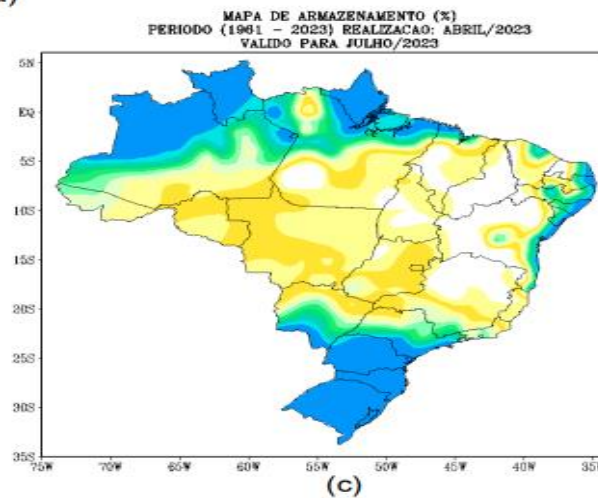 MAPA DE ARMAZENAMENTO (%)
PERIODO (1961 - 2023) REALIZACAO: ABRIL/2023
VALIDO PARA JULHO/2023
5N
EQ
5S
10S
15S
20S
25S
30S
35S
75W 70W 65W 60W 55W 50W 45W 40W 35W
(c)